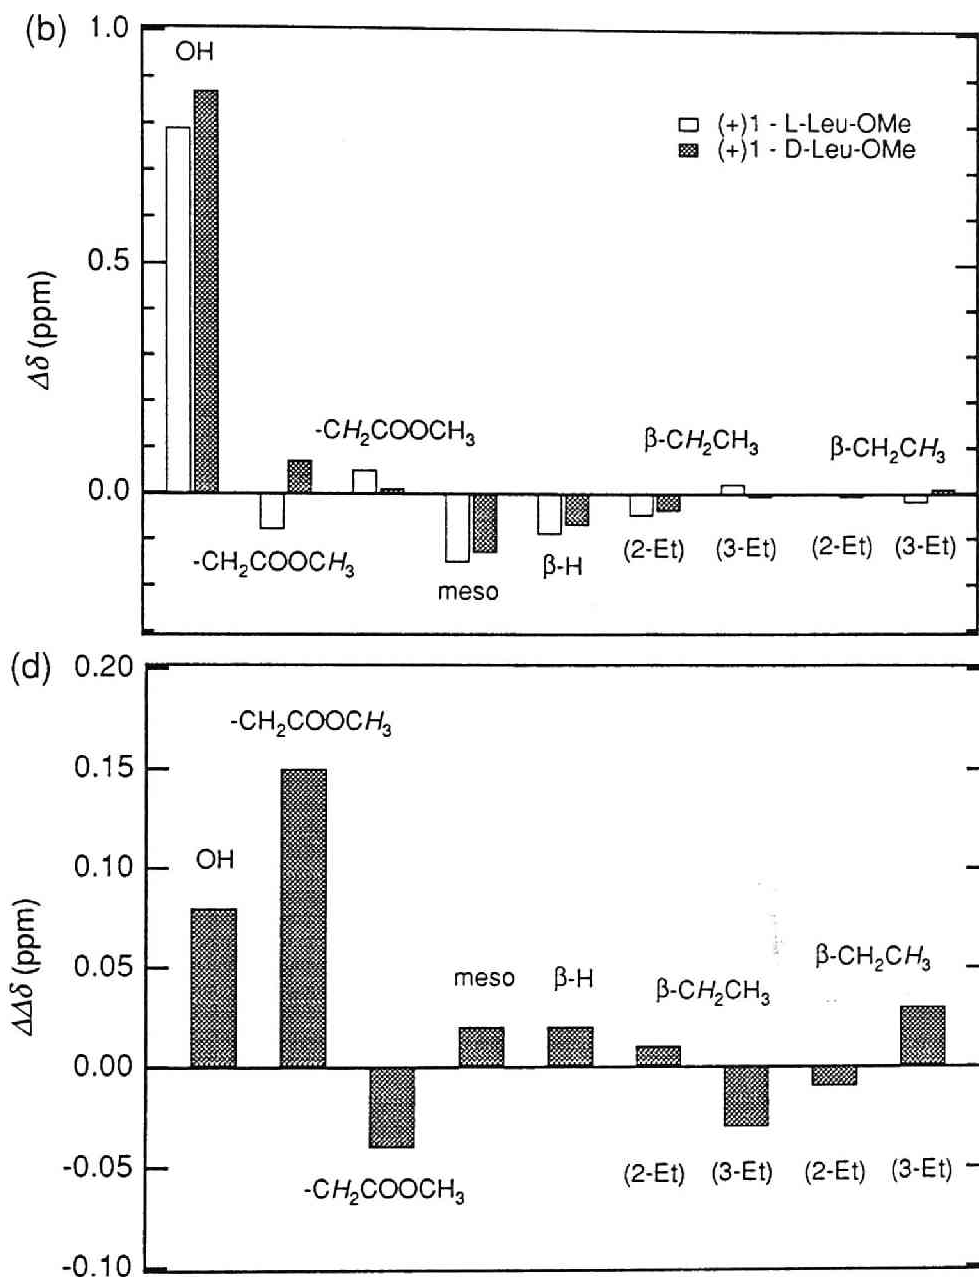 (b)
1.0
OH
(+)1 - L-Leu-OMe
(+)1 - D-Leu-OMe
0.5
Δδ (ppm)
-CH₂COOCH₃
β-CH₂CH₃
β-CH₂CH₃
0.0
-CH₂COOCH₃
meso
β-H
(2-Et)
(3-Et)
(2-Et)
(3-Et)
(d)
0.20
-CH₂COOCH₃
0.15
OH
0.10
ΔΔδ (ppm)
0.05
meso
β-H
β-CH₂CH₃
β-CH₂CH₃
0.00
-0.05
-CH₂COOCH₃
(2-Et)
(3-Et)
(2-Et)
(3-Et)
-0.10